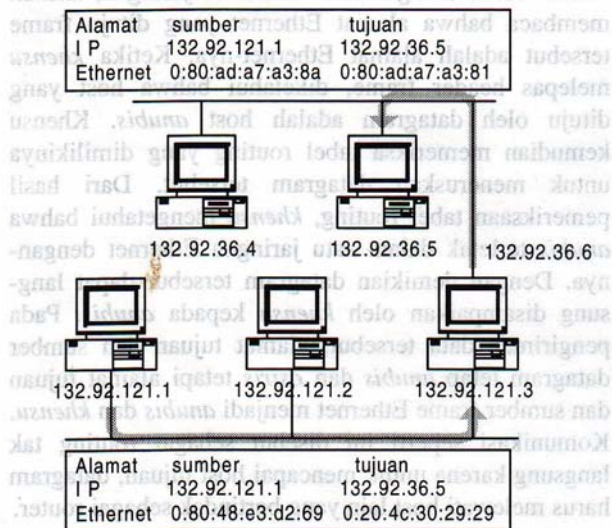 Alamat sumber tujuan
IP 132.92.121.1 132.92.36.5
Ethernet 0:80:ad:a7:a3:8a 0:80:ad:a7:a3:81
132.92.36.4 132.92.36.5 132.92.36.6
132.92.121.1 132.92.121.2 132.92.121.3
Alamat sumber tujuan
IP 132.92.121.1 132.92.36.5
Ethernet 0:80:48:e3:d2:69 0:20:4c:30:29:29